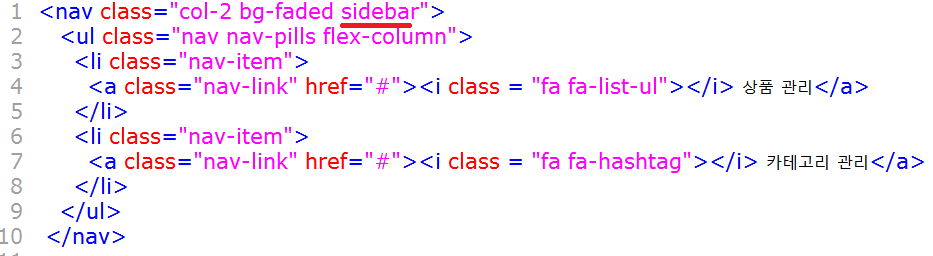 1 <nav class="col-2 bg-faded sidebar">
2 <ul class="nav nav-pills flex-column">
3 <li class="nav-item">
4 <a class="nav-link" href="#"><i class = "fa fa-list-ul"></i> 상품 관리</a>
5 </li>
6 <li class="nav-item">
7 <a class="nav-link" href="#"><i class = "fa fa-hashtag"></i> 카테고리 관리</a>
8 </li>
9 </ul>
10 </nav>